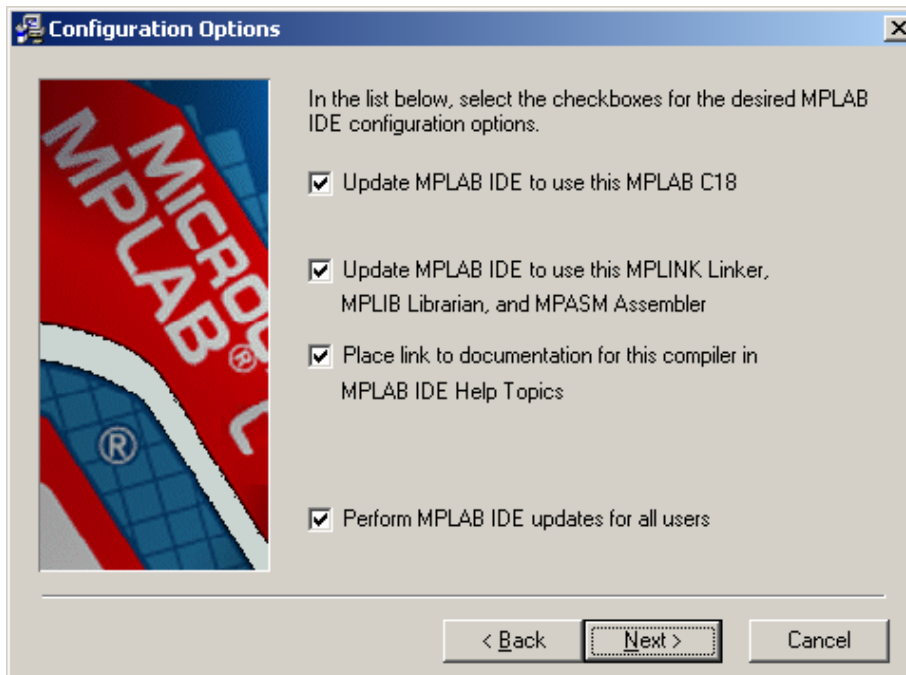 Configuration Options
In the list below, select the checkboxes for the desired MPLAB
IDE configuration options.
Update MPLAB IDE to use this MPLAB C18
Update MPLAB IDE to use this MPLINK Linker,
MPLIB Librarian, and MPASM Assembler
Place link to documentation for this compiler in
MPLAB IDE Help Topics
Perform MPLAB IDE updates for all users
MPLAB®
®
< Back
Next >
Cancel